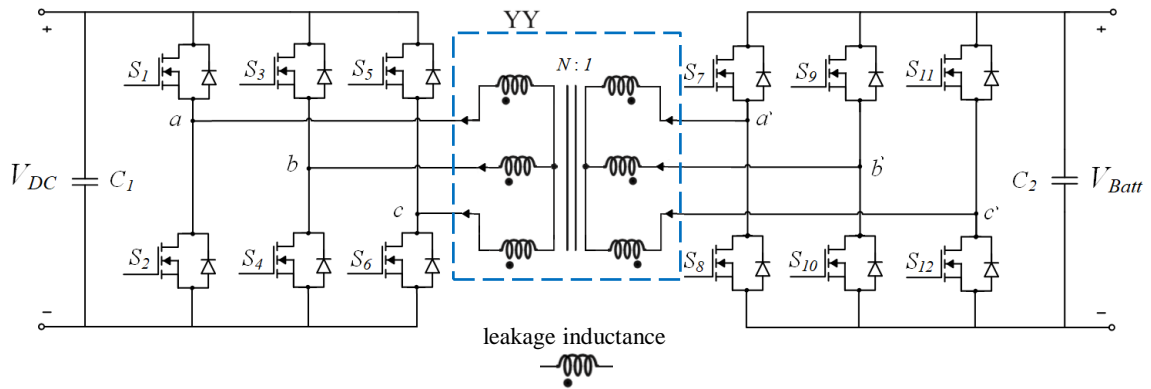 YY
+
+
S1
S3
S5
N : 1
S7
S9
S11
a
a`
b
b`
VDC
C1
C2
VBatt
c
c`
S2
S4
S6
S8
S10
S12
−
−
leakage inductance